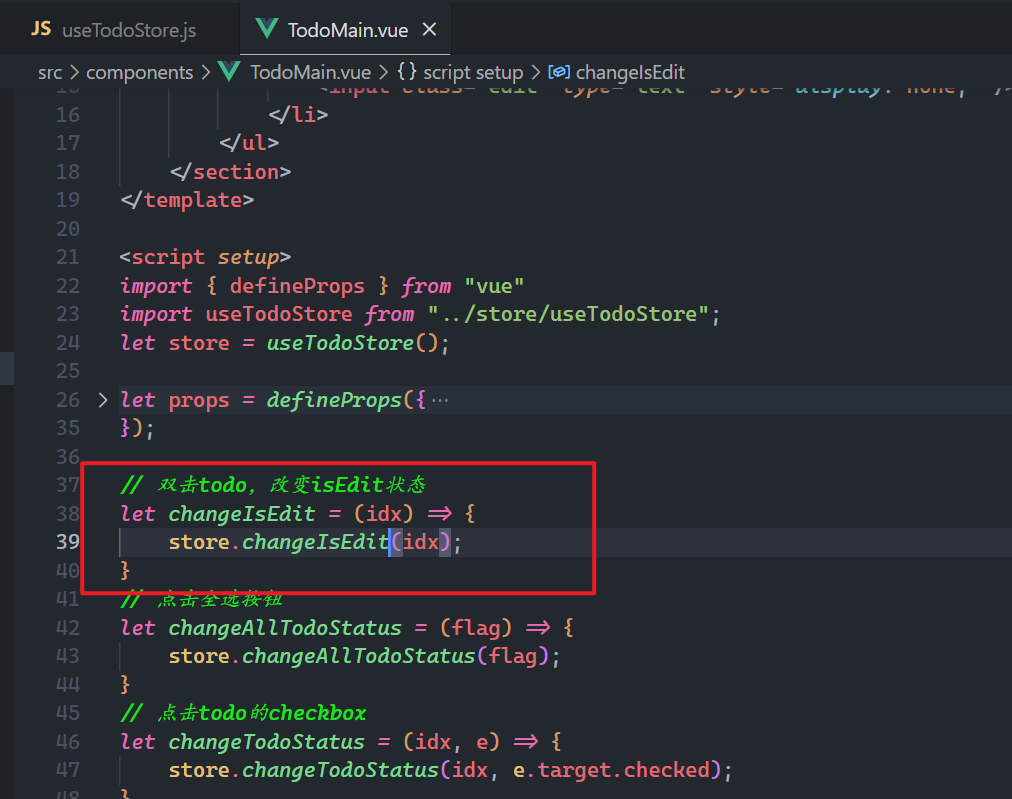 JS useTodoStore.js TodoMain.vue ×
src > components > TodoMain.vue > {} script setup > changeIsEdit
16 </li>
17 </ul>
18 </section>
19 </template>
20
21 <script setup>
22 import { defineProps } from "vue"
23 import useTodoStore from "../store/useTodoStore";
24 let store = useTodoStore();
25
26 > let props = defineProps({ ⋯
35 });
36
37 // 双击todo, 改变isEdit状态
38 let changeIsEdit = (idx) => {
39 store.changeIsEdit(idx);
40 }
41 // 点击全选按钮
42 let changeAllTodoStatus = (flag) => {
43 store.changeAllTodoStatus(flag);
44 }
45 // 点击todo的checkbox
46 let changeTodoStatus = (idx, e) => {
47 store.changeTodoStatus(idx, e.target.checked);
48 }